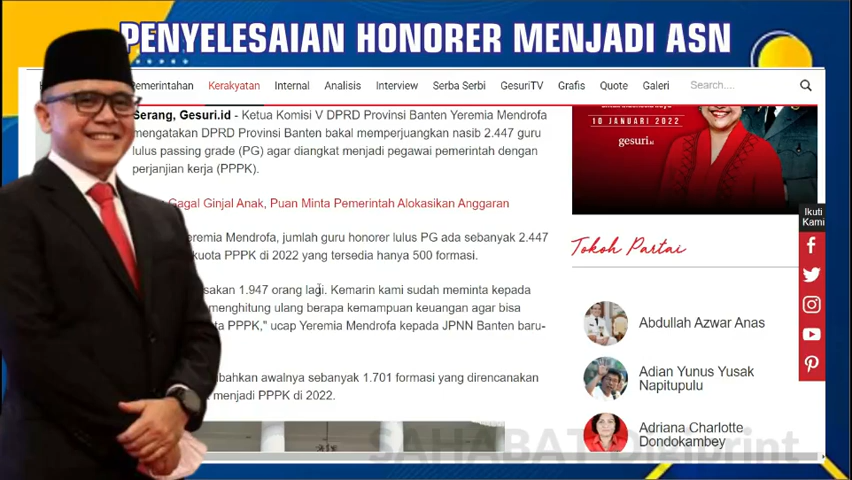 PENYELESAIAN HONORER MENJADI ASN
Pemerintahan Kerakyatan Internal Analisis Interview Serba Serbi GesuriTV Grafis Quote Galeri Search....
Serang, Gesuri.id - Ketua Komisi V DPRD Provinsi Banten Yeremia Mendrofa
mengatakan DPRD Provinsi Banten bakal memperjuangkan nasib 2.447 guru
lulus passing grade (PG) agar diangkat menjadi pegawai pemerintah dengan
perjanjian kerja (PPPK).
Gagal Ginjal Anak, Puan Minta Pemerintah Alokasikan Anggaran
Yeremia Mendrofa, jumlah guru honorer lulus PG ada sebanyak 2.447
kuota PPPK di 2022 yang tersedia hanya 500 formasi.
1.947 orang lagi. Kemarin kami sudah meminta kepada
menghitung ulang berapa kemampuan keuangan agar bisa
PPPK," ucap Yeremia Mendrofa kepada JPNN Banten baru-
awalnya sebanyak 1.701 formasi yang direncanakan
menjadi PPPK di 2022.
10 JANUARI 2022
gesuri.id
Tokoh Partai
Abdullah Azwar Anas
Adian Yunus Yusak
Napitupulu
Adriana Charlotte
Dondokambey
Ikuti
Kami
SAHABAT Digiprint